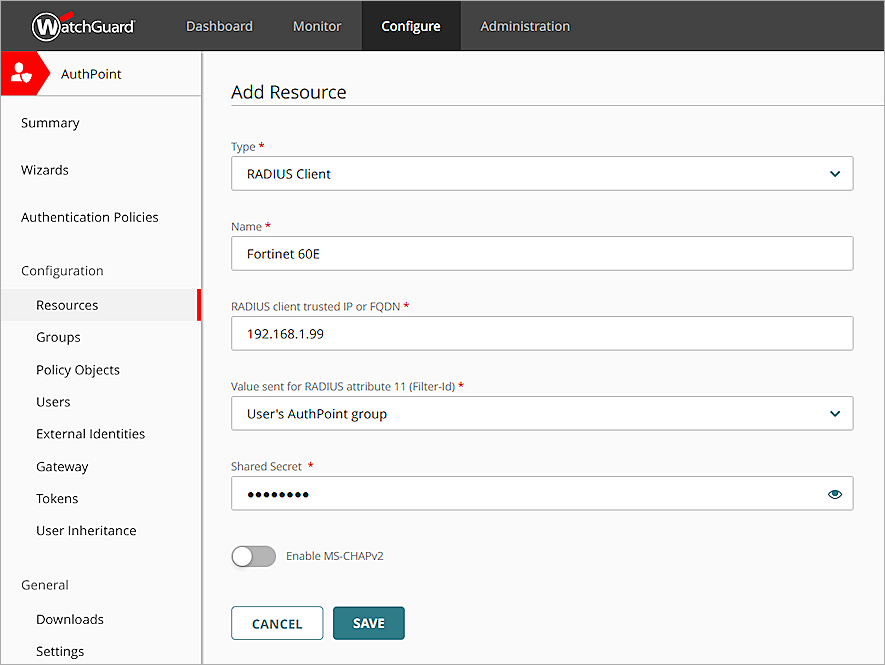 WatchGuard Dashboard Monitor Configure Administration
AuthPoint
Summary
Wizards
Authentication Policies
Configuration
Resources
Groups
Policy Objects
Users
External Identities
Gateway
Tokens
User Inheritance
General
Downloads
Settings
Add Resource
Type *
RADIUS Client
Name *
Fortinet 60E
RADIUS client trusted IP or FQDN *
192.168.1.99
Value sent for RADIUS attribute 11 (Filter-Id) *
User's AuthPoint group
Shared Secret *
••••••••
Enable MS-CHAPv2
CANCEL SAVE